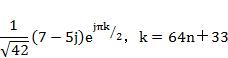 1/√42 (7 − 5j)e^(jπk/2), k = 64n+33